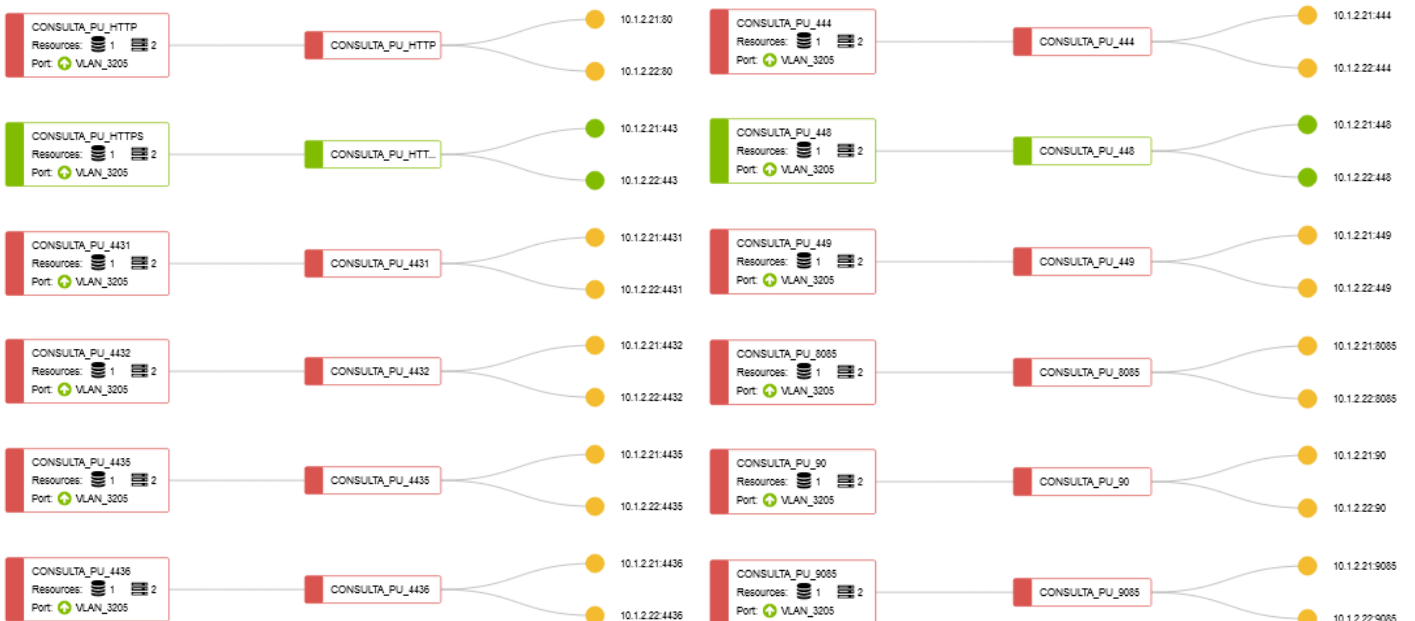 CONSULTA_PU_HTTP
Resources: 1 2
Port: VLAN_3205
CONSULTA_PU_HTTP
10.1.2.21:80
10.1.2.22:80
CONSULTA_PU_444
Resources: 1 2
Port: VLAN_3205
CONSULTA_PU_444
10.1.2.21:444
10.1.2.22:444
CONSULTA_PU_HTTPS
Resources: 1 2
Port: VLAN_3205
CONSULTA_PU_HTT...
10.1.2.21:443
10.1.2.22:443
CONSULTA_PU_448
Resources: 1 2
Port: VLAN_3205
CONSULTA_PU_448
10.1.2.21:448
10.1.2.22:448
CONSULTA_PU_4431
Resources: 1 2
Port: VLAN_3205
CONSULTA_PU_4431
10.1.2.21:4431
10.1.2.22:4431
CONSULTA_PU_449
Resources: 1 2
Port: VLAN_3205
CONSULTA_PU_449
10.1.2.21:449
10.1.2.22:449
CONSULTA_PU_4432
Resources: 1 2
Port: VLAN_3205
CONSULTA_PU_4432
10.1.2.21:4432
10.1.2.22:4432
CONSULTA_PU_8085
Resources: 1 2
Port: VLAN_3205
CONSULTA_PU_8085
10.1.2.21:8085
10.1.2.22:8085
CONSULTA_PU_4435
Resources: 1 2
Port: VLAN_3205
CONSULTA_PU_4435
10.1.2.21:4435
10.1.2.22:4435
CONSULTA_PU_90
Resources: 1 2
Port: VLAN_3205
CONSULTA_PU_90
10.1.2.21:90
10.1.2.22:90
CONSULTA_PU_4436
Resources: 1 2
Port: VLAN_3205
CONSULTA_PU_4436
10.1.2.21:4436
10.1.2.22:4436
CONSULTA_PU_9085
Resources: 1 2
Port: VLAN_3205
CONSULTA_PU_9085
10.1.2.21:9085
10.1.2.22:9085